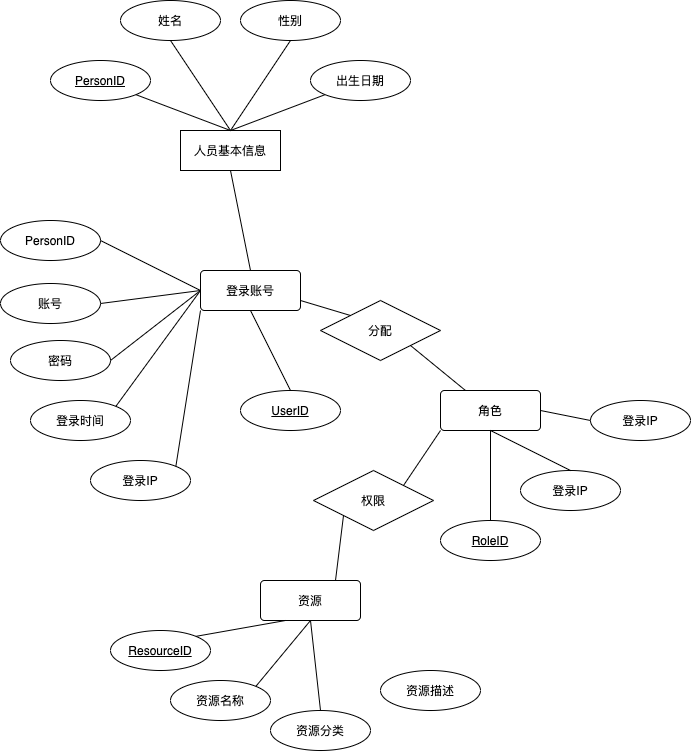 姓名
性别
PersonID
出生日期
人员基本信息
PersonID
登录账号
账号
分配
密码
UserID
角色
登录时间
登录IP
登录IP
登录IP
权限
RoleID
资源
ResourceID
资源名称
资源描述
资源分类